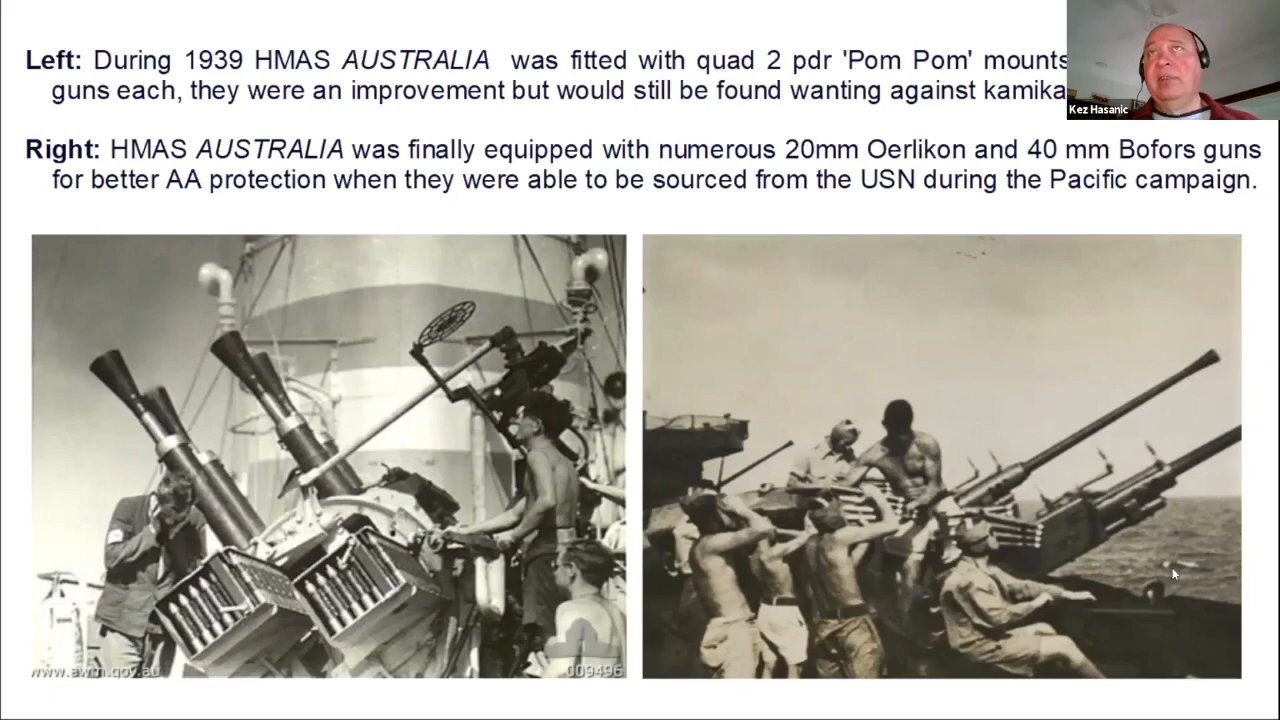 Left: During 1939 HMAS AUSTRALIA was fitted with quad 2 pdr 'Pom Pom' mounts
guns each, they were an improvement but would still be found wanting against kamika
Kez Hasanic
Right: HMAS AUSTRALIA was finally equipped with numerous 20mm Oerlikon and 40 mm Bofors guns
for better AA protection when they were able to be sourced from the USN during the Pacific campaign.
www.awm.gov.au
009496